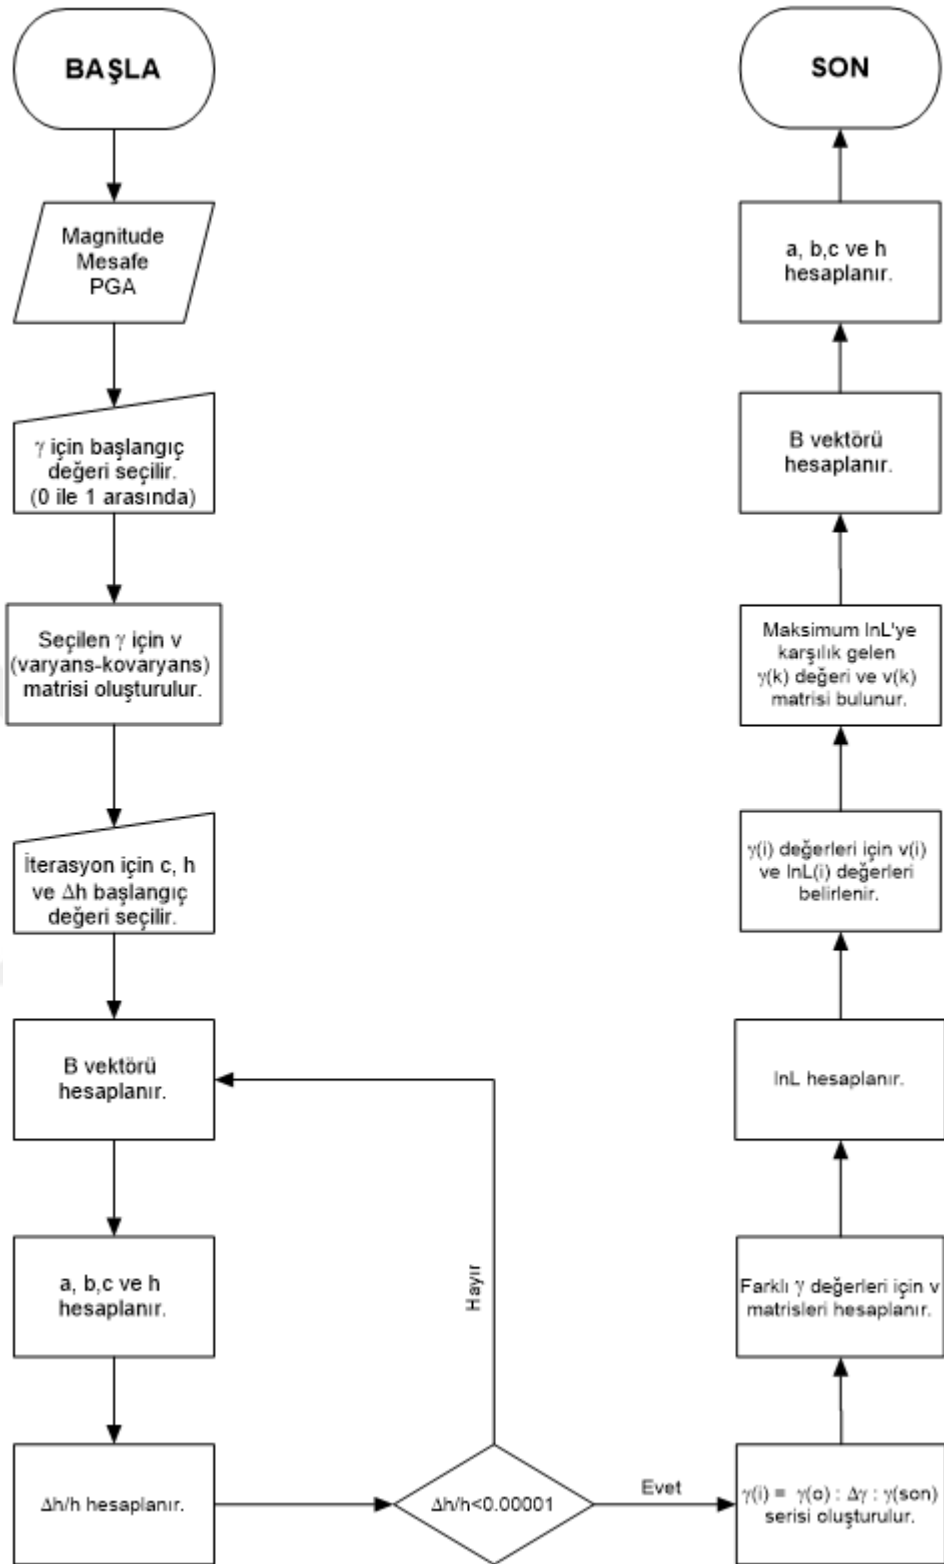 BAŞLA
Magnitude
Mesafe
PGA
γ için başlangıç
değeri seçilir.
(0 ile 1 arasında)
Seçilen γ için v
(varyans-kovaryans)
matrisi oluşturulur.
İterasyon için c, h
ve Δh başlangıç
değeri seçilir.
B vektörü
hesaplanır.
a, b,c ve h
hesaplanır.
Δh/h hesaplanır.
Δh/h<0.00001
Hayır
Evet
γ(i) = γ(o) : Δγ : γ(son)
serisi oluşturulur.
Farklı γ değerleri için v
matrisleri hesaplanır.
lnL hesaplanır.
γ(i) değerleri için v(i)
ve lnL(i) değerleri
belirlenir.
Maksimum lnL'ye
karşılık gelen
γ(k) değeri ve v(k)
matrisi bulunur.
B vektörü
hesaplanır.
a, b,c ve h
hesaplanır.
SON